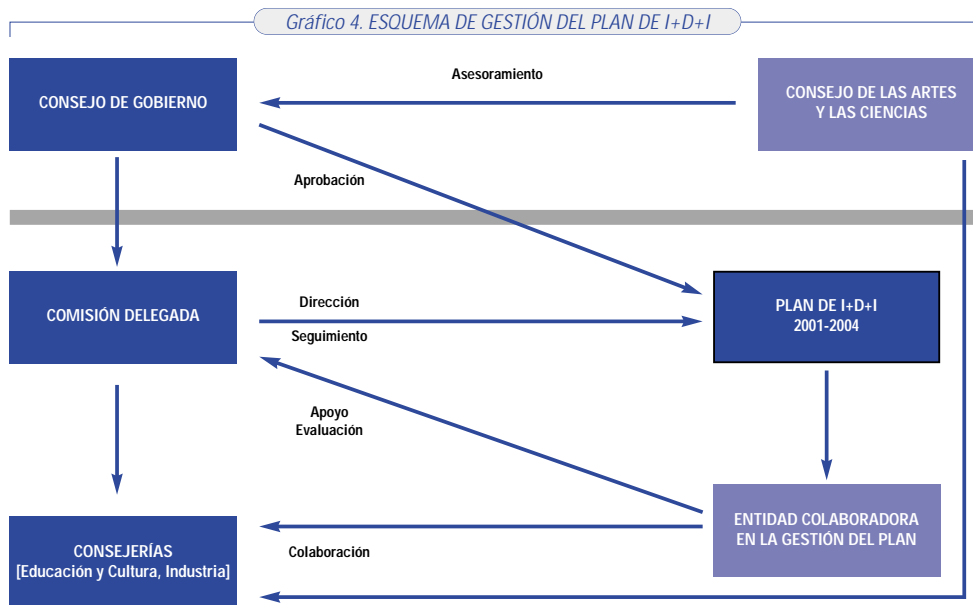 Gráfico 4. ESQUEMA DE GESTIÓN DEL PLAN DE I+D+I
CONSEJO DE GOBIERNO
Asesoramiento
CONSEJO DE LAS ARTES
Y LAS CIENCIAS
Aprobación
COMISIÓN DELEGADA
Dirección
Seguimiento
PLAN DE I+D+I
2001-2004
Apoyo
Evaluación
CONSEJERÍAS
[Educación y Cultura, Industria]
Colaboración
ENTIDAD COLABORADORA
EN LA GESTIÓN DEL PLAN